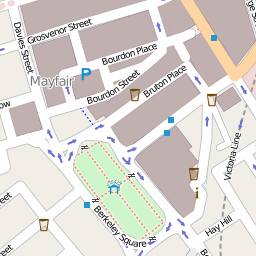 Grosvenor Street
Davies Street
Bourdon Place
Mayfair
Bourdon Street
Bruton Place
Victoria Line
Berkeley Square
Hay Hill